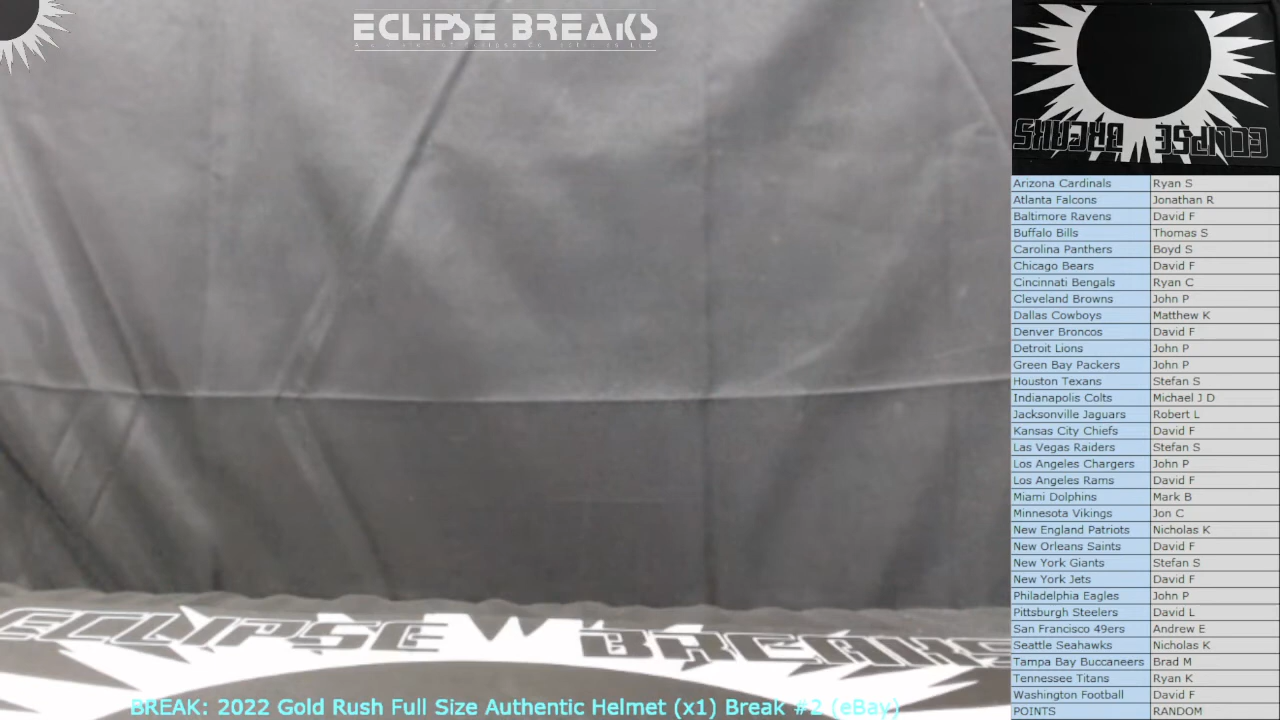 ECLIPSE BREAKS
ECLIPSE BREAKS
Arizona Cardinals Ryan S
Atlanta Falcons Jonathan R
Baltimore Ravens David F
Buffalo Bills Thomas S
Carolina Panthers Boyd S
Chicago Bears David F
Cincinnati Bengals Ryan C
Cleveland Browns John P
Dallas Cowboys Matthew K
Denver Broncos David F
Detroit Lions John P
Green Bay Packers John P
Houston Texans Stefan S
Indianapolis Colts Michael J D
Jacksonville Jaguars Robert L
Kansas City Chiefs David F
Las Vegas Raiders Stefan S
Los Angeles Chargers John P
Los Angeles Rams David F
Miami Dolphins Mark B
Minnesota Vikings Jon C
New England Patriots Nicholas K
New Orleans Saints David F
New York Giants Stefan S
New York Jets David F
Philadelphia Eagles John P
Pittsburgh Steelers David L
San Francisco 49ers Andrew E
Seattle Seahawks Nicholas K
Tampa Bay Buccaneers Brad M
Tennessee Titans Ryan K
Washington Football David F
POINTS RANDOM
ECLIPSE BREAKS
BREAK: 2022 Gold Rush Full Size Authentic Helmet (x1) Break #2 (eBay)